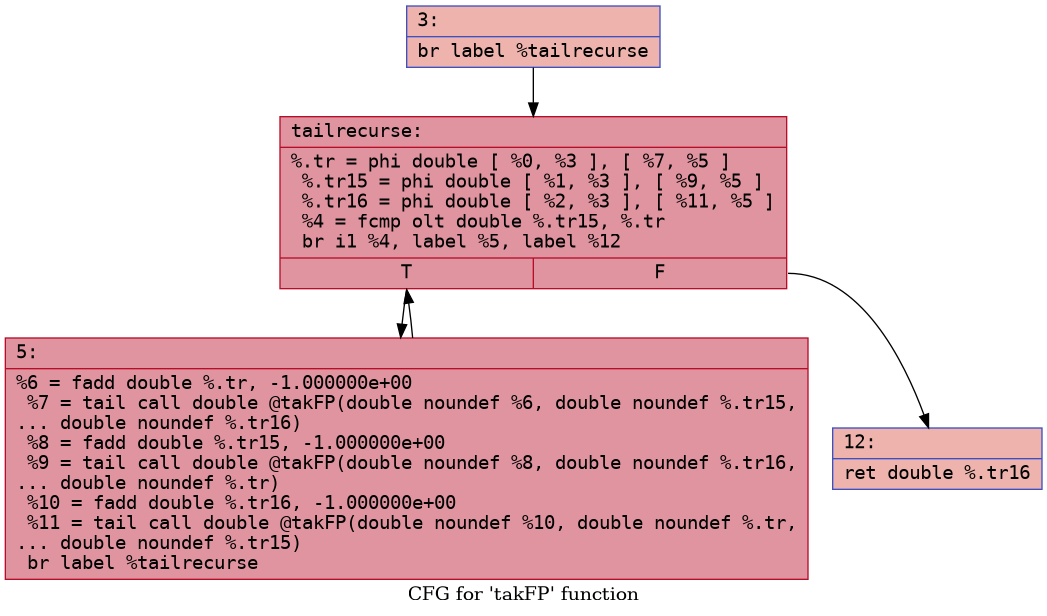 3:
br label %tailrecurse
tailrecurse:
%.tr = phi double [ %0, %3 ], [ %7, %5 ]
%.tr15 = phi double [ %1, %3 ], [ %9, %5 ]
%.tr16 = phi double [ %2, %3 ], [ %11, %5 ]
%4 = fcmp olt double %.tr15, %.tr
br i1 %4, label %5, label %12
T
F
5:
%6 = fadd double %.tr, -1.000000e+00
%7 = tail call double @takFP(double noundef %6, double noundef %.tr15,
... double noundef %.tr16)
%8 = fadd double %.tr15, -1.000000e+00
%9 = tail call double @takFP(double noundef %8, double noundef %.tr16,
... double noundef %.tr)
%10 = fadd double %.tr16, -1.000000e+00
%11 = tail call double @takFP(double noundef %10, double noundef %.tr,
... double noundef %.tr15)
br label %tailrecurse
12:
ret double %.tr16
CFG for 'takFP' function